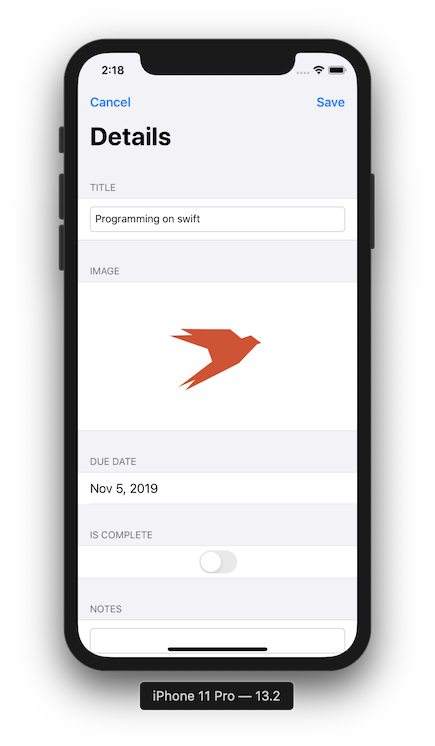 2:18
Cancel Save
Details
TITLE
Programming on swift
IMAGE
DUE DATE
Nov 5, 2019
IS COMPLETE
NOTES
iPhone 11 Pro — 13.2